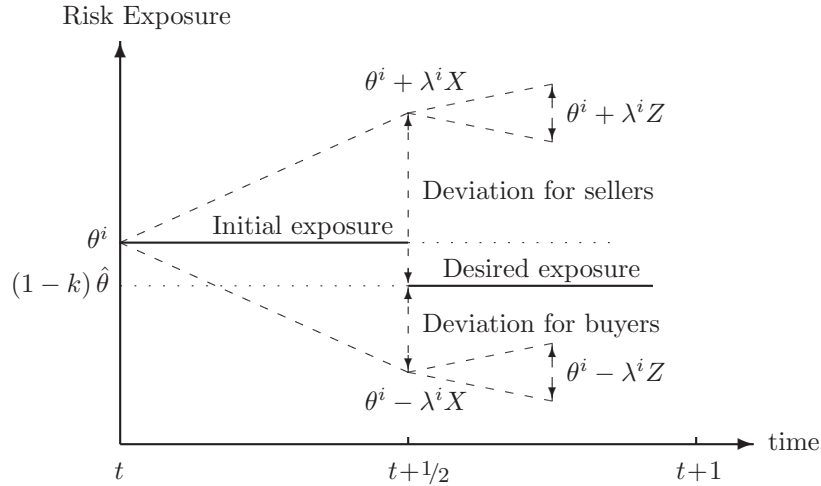 Risk Exposure
θ^i + λ^i X
θ^i + λ^i Z
Deviation for sellers
Initial exposure
θ^i
Desired exposure
(1 − k) θ̂
Deviation for buyers
θ^i − λ^i Z
θ^i − λ^i X
time
t
t+1/2
t+1